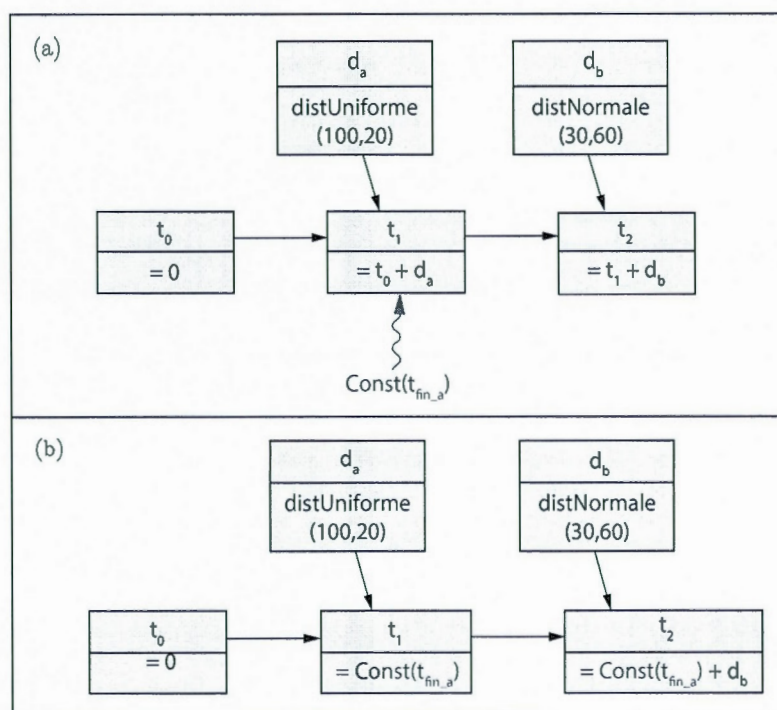 (a)
d_a
distUniforme
(100,20)
d_b
distNormale
(30,60)
t_0
= 0
t_1
= t_0 + d_a
t_2
= t_1 + d_b
Const(t_fin_a)
(b)
d_a
distUniforme
(100,20)
d_b
distNormale
(30,60)
t_0
= 0
t_1
= Const(t_fin_a)
t_2
= Const(t_fin_a) + d_b